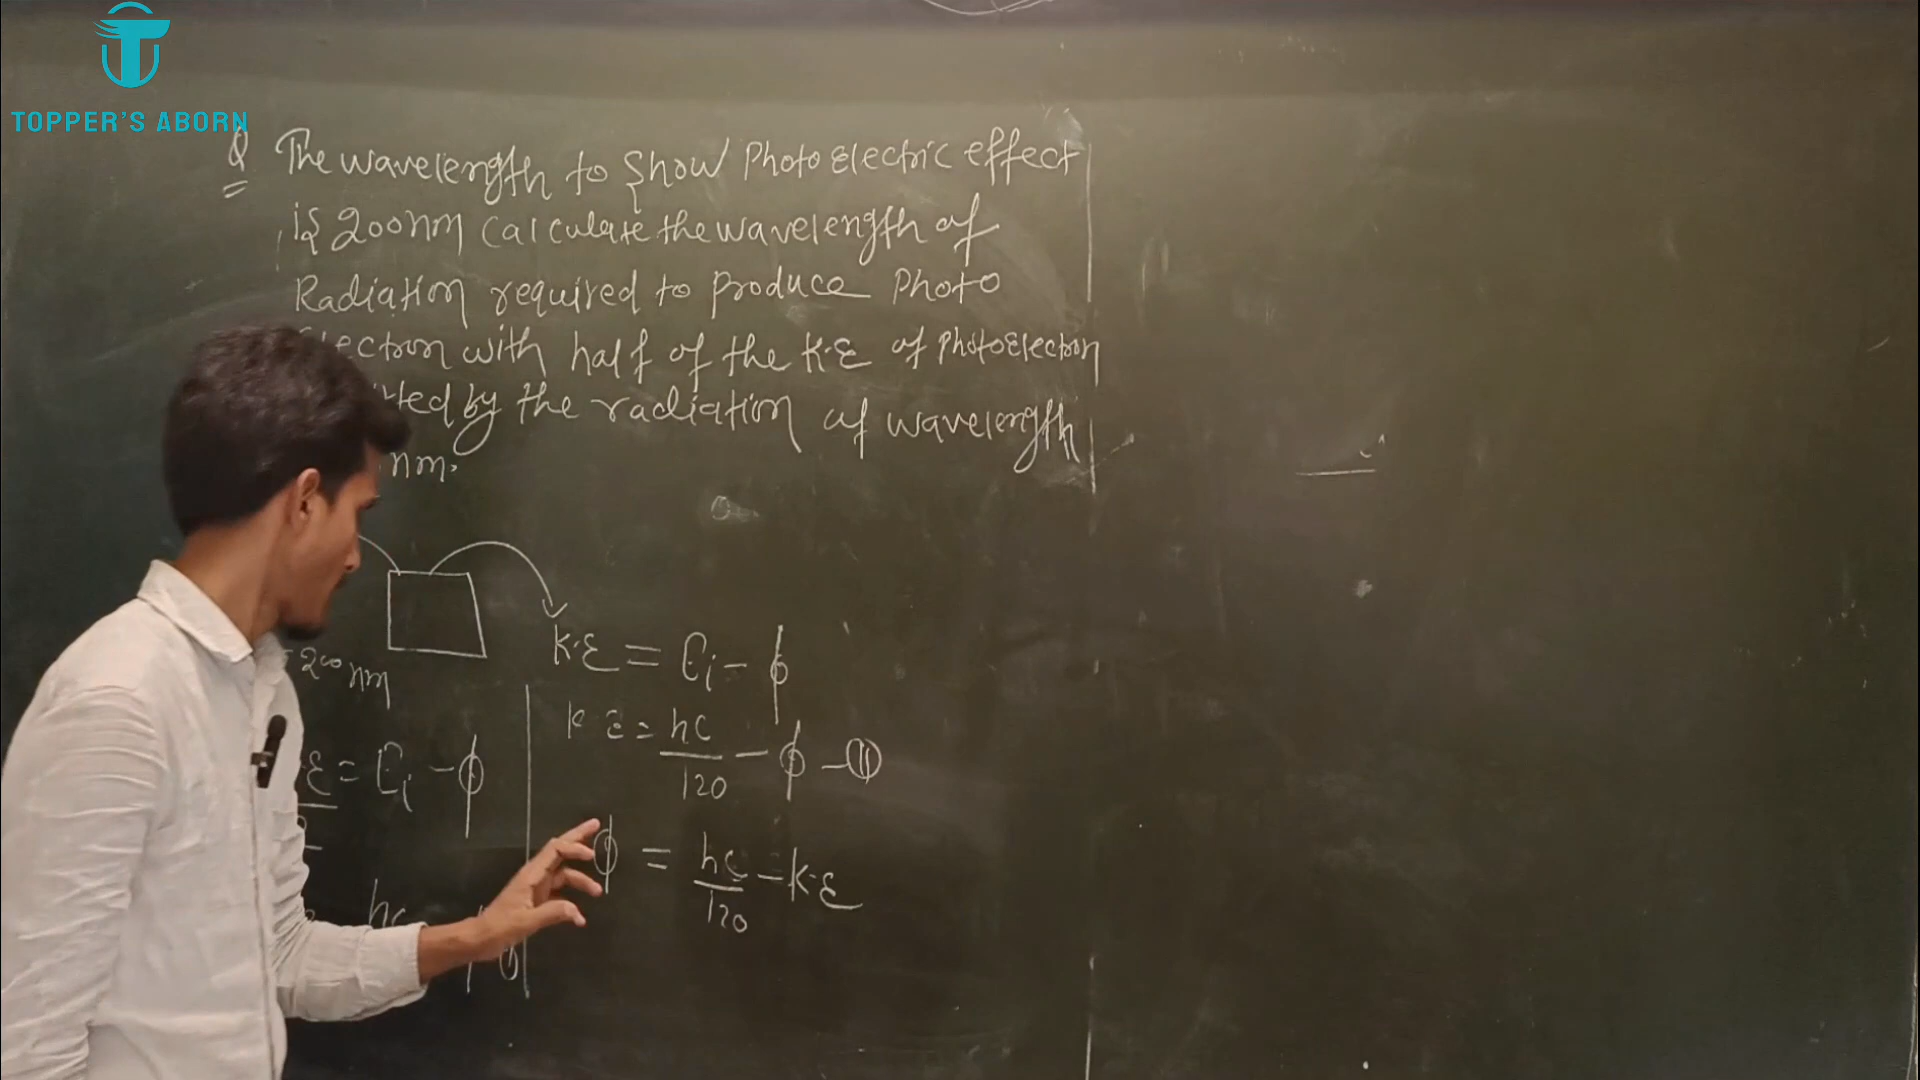 TOPPER'S ABORN
Q The wavelength to show Photo Electric effect
is 200nm calculate the wavelength of
Radiation required to produce Photo
Electron with half of the K.E of Photoelectron
by the radiation of wavelength
nm.
K.E = Ei - ϕ
200 nm
K E = hc/120 - ϕ - (II)
E = Ei - ϕ
ϕ = hc/120 - K.E
hc